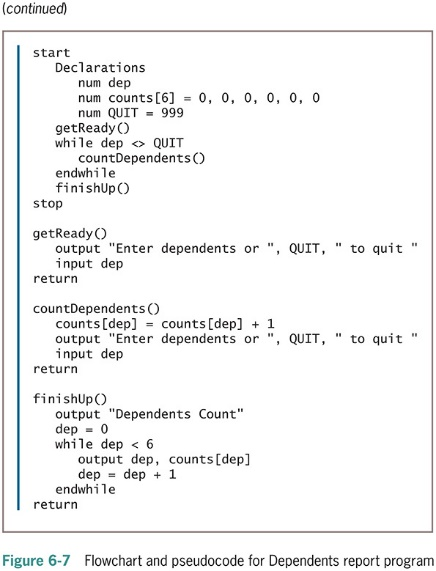 (continued)
start
Declarations
num dep
num counts[6] = 0, 0, 0, 0, 0, 0
num QUIT = 999
getReady()
while dep <> QUIT
countDependents()
endwhile
finishUp()
stop
getReady()
output "Enter dependents or ", QUIT, " to quit "
input dep
return
countDependents()
counts[dep] = counts[dep] + 1
output "Enter dependents or ", QUIT, " to quit "
input dep
return
finishUp()
output "Dependents Count"
dep = 0
while dep < 6
output dep, counts[dep]
dep = dep + 1
endwhile
return
Figure 6-7 Flowchart and pseudocode for Dependents report program